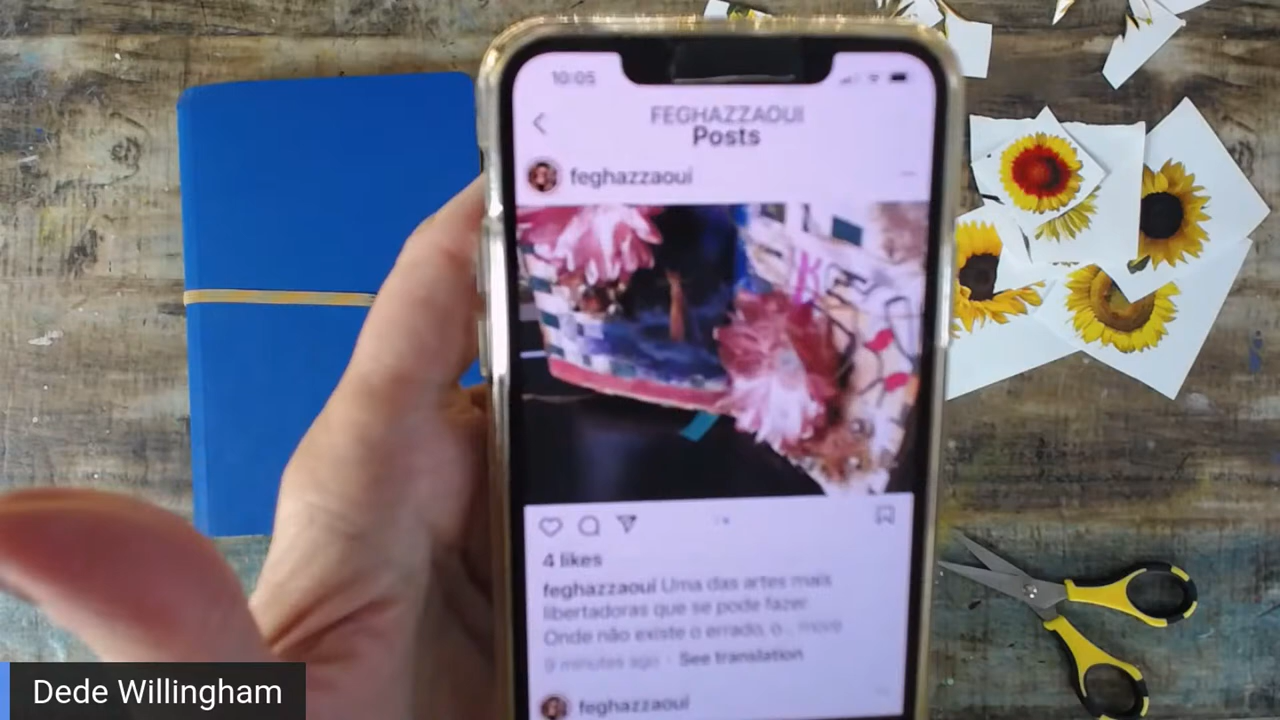 10:05
FEGHAZZAOUI
Posts
feghazzaoui
4 likes
feghazzaoui Uma das artes mais
libertadoras que se pode fazer
Onde não existe o errado, o... more
9 minutes ago · See translation
feghazzaoui
Dede Willingham